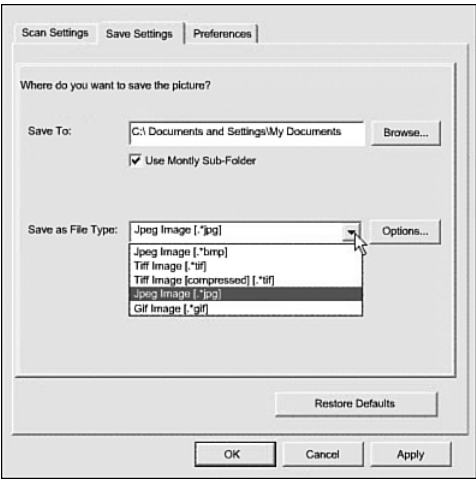 Scan Settings
Save Settings
Preferences
Where do you want to save the picture?
Save To:
C:\ Documents and Settings\My Documents
Browse...
Use Montly Sub-Folder
Save as File Type:
Jpeg Image [.*jpg]
Options...
Jpeg Image [.*bmp]
Tiff Image [.*tif]
Tiff Image [compressed] [.*tif]
Jpeg Image [.*jpg]
Gif Image [.*gif]
Restore Defaults
OK
Cancel
Apply